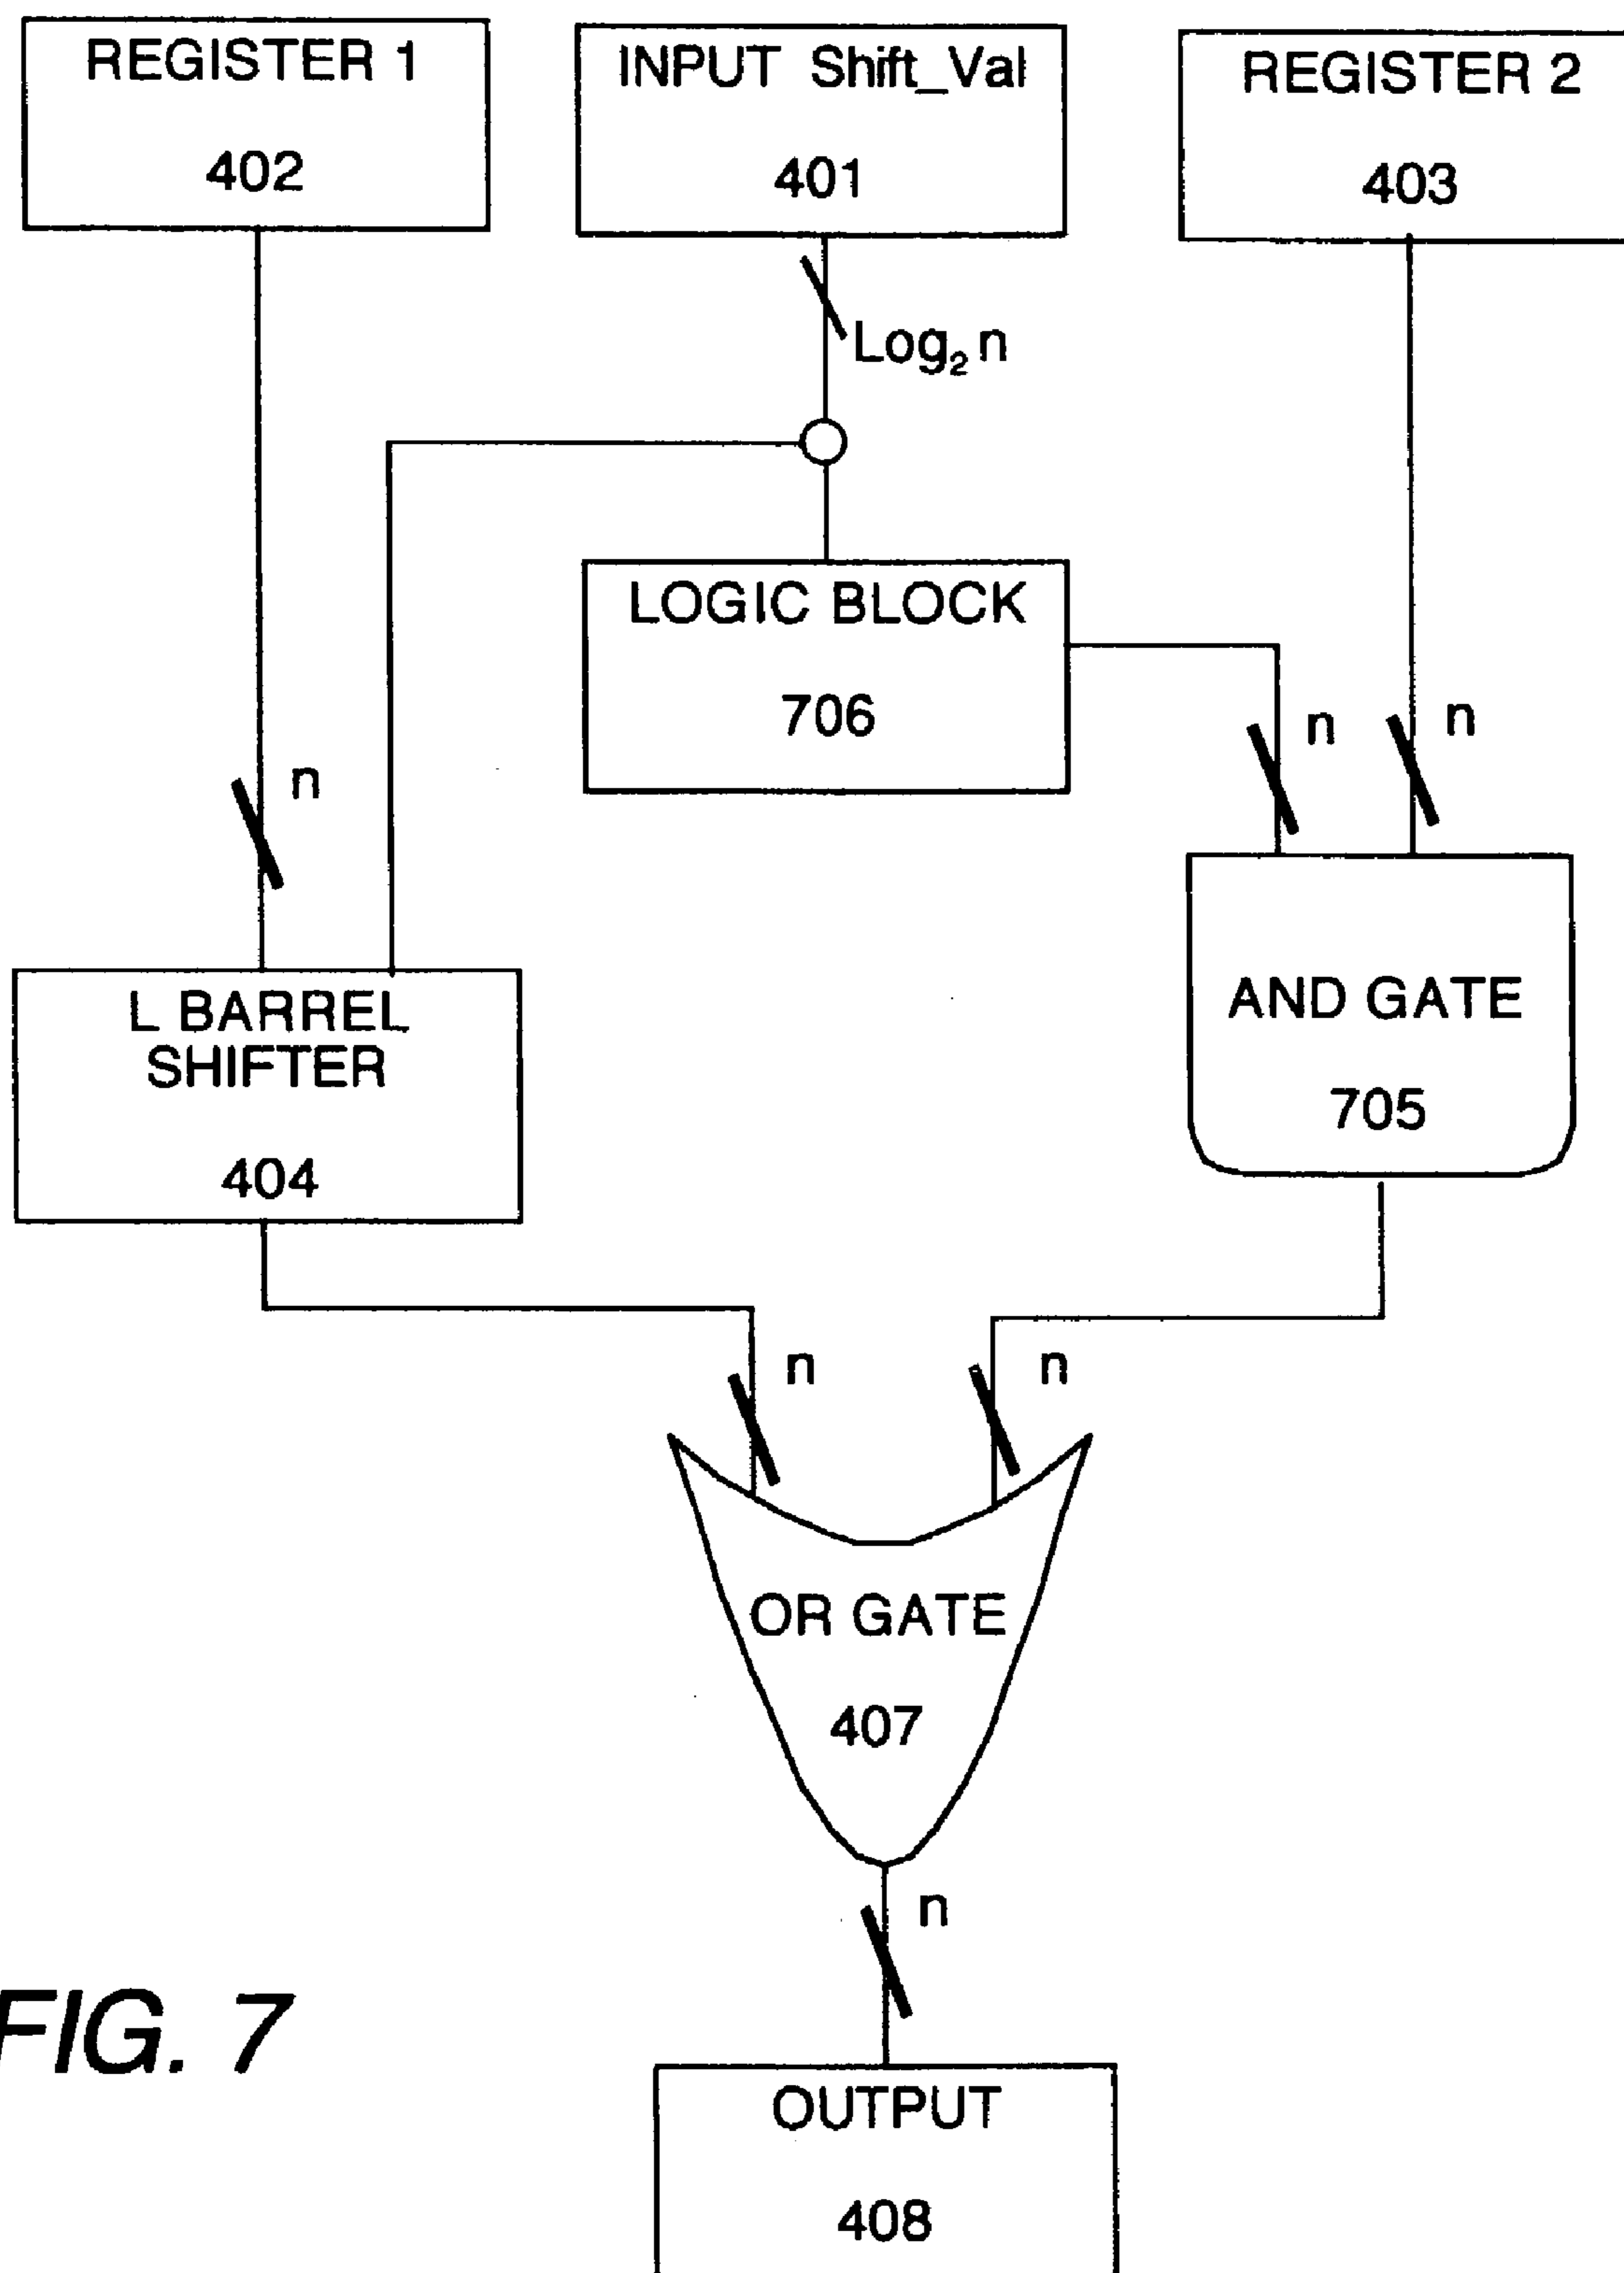 REGISTER 1
402
INPUT Shift_Val
401
REGISTER 2
403
Log₂ n
LOGIC BLOCK
706
n
n
n
L BARREL
SHIFTER
404
AND GATE
705
n
n
OR GATE
407
n
FIG. 7
OUTPUT
408